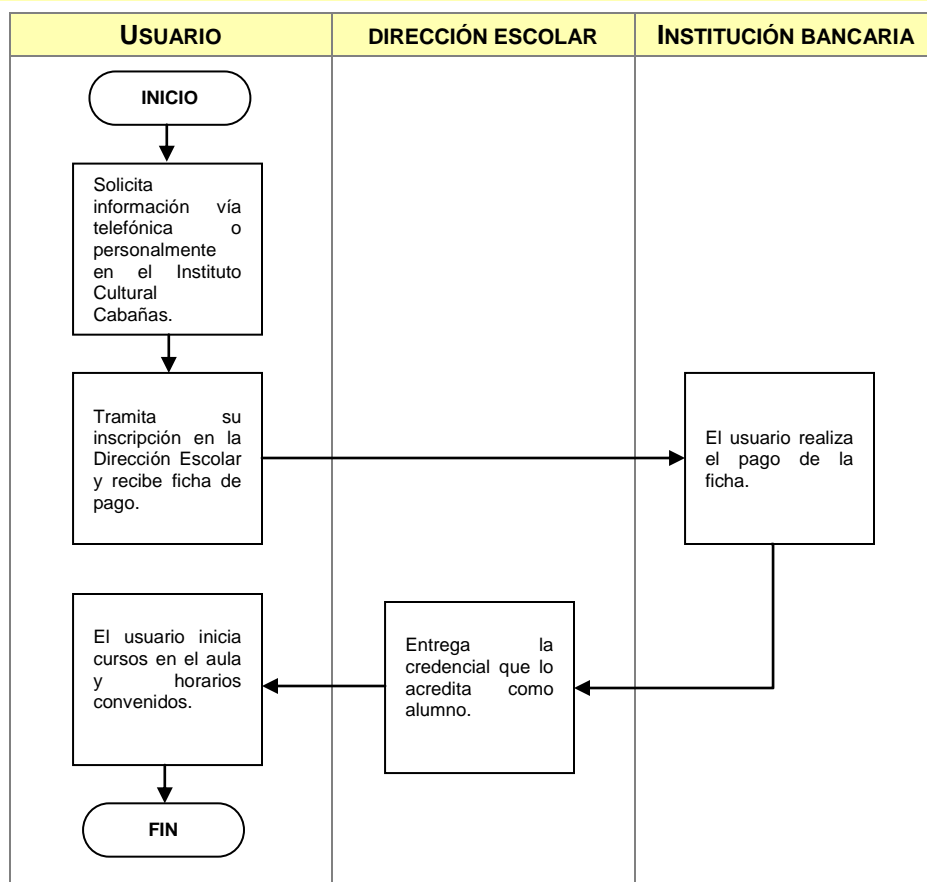 USUARIO
DIRECCIÓN ESCOLAR
INSTITUCIÓN BANCARIA
INICIO
Solicita
información vía
telefónica o
personalmente
en el Instituto
Cultural
Cabañas.
Tramita su
inscripción en la
Dirección Escolar
y recibe ficha de
pago.
El usuario realiza
el pago de la
ficha.
El usuario inicia
cursos en el aula
y horarios
convenidos.
Entrega la
credencial que lo
acredita como
alumno.
FIN